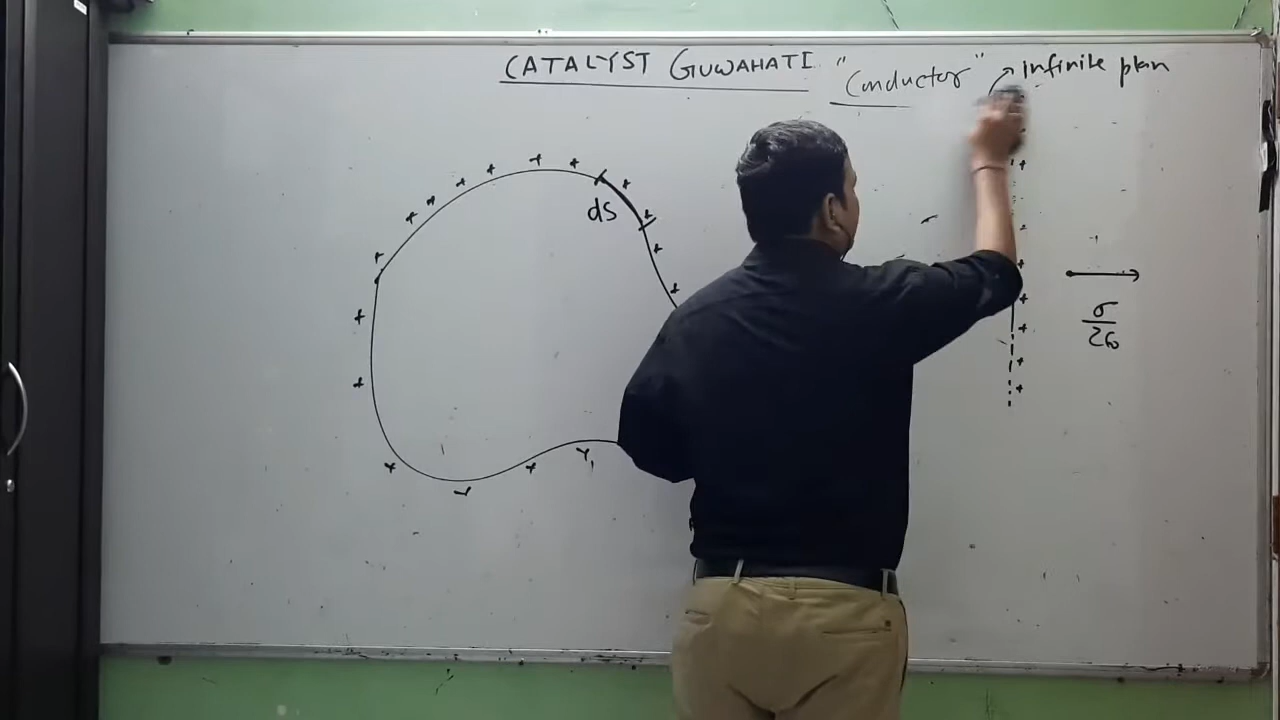 CATALYST GUWAHATI "Conductor"
infinite plan
dS
σ
2ε₀